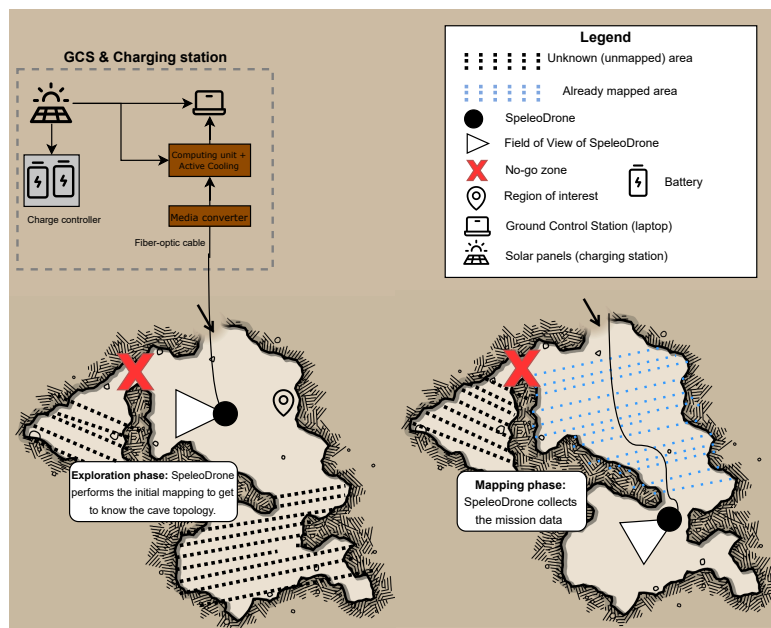 GCS & Charging station
Computing unit +
Active Cooling
Charge controller
Media converter
Fiber-optic cable
Legend
Unknown (unmapped) area
Already mapped area
SpeleoDrone
Field of View of SpeleoDrone
No-go zone
Battery
Region of interest
Ground Control Station (laptop)
Solar panels (charging station)
Exploration phase: SpeleoDrone
performs the initial mapping to get
to know the cave topology.
Mapping phase:
SpeleoDrone collects
the mission data